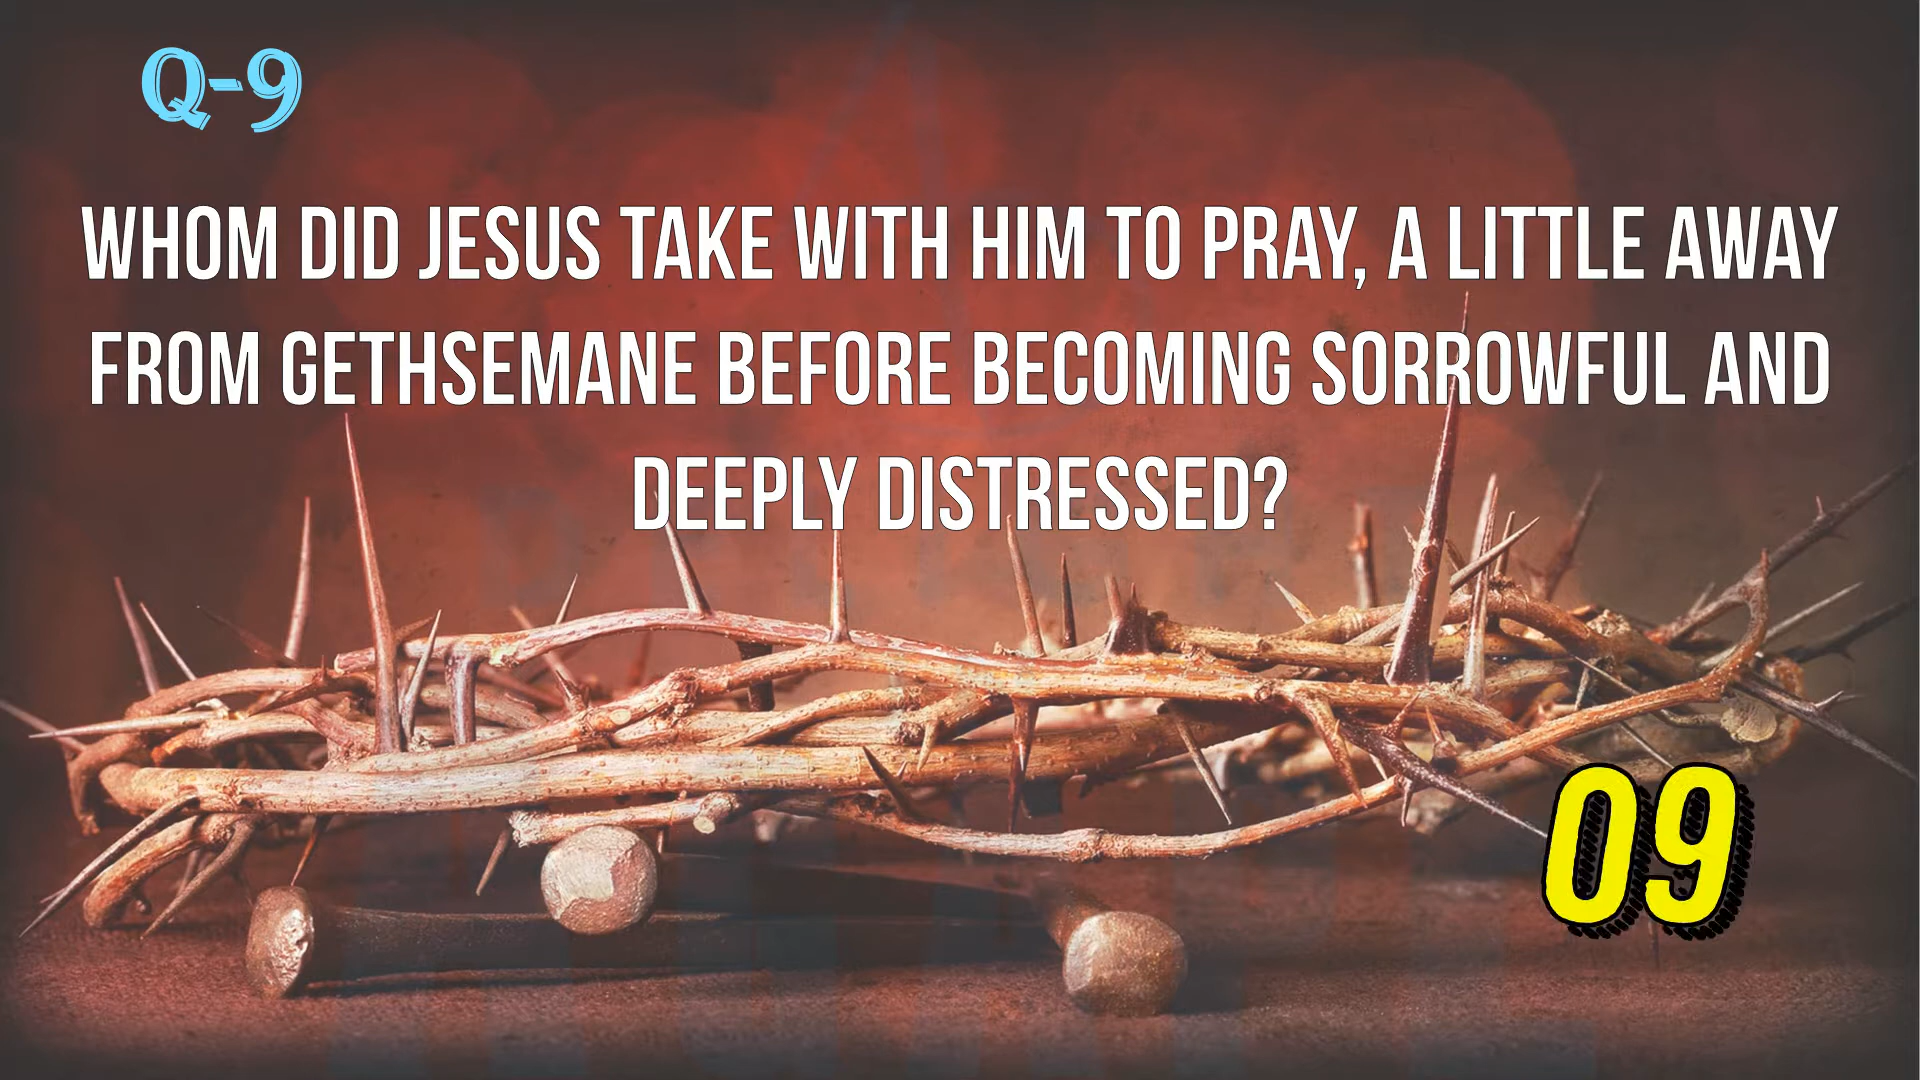 Q-9
WHOM DID JESUS TAKE WITH HIM TO PRAY, A LITTLE AWAY
FROM GETHSEMANE BEFORE BECOMING SORROWFUL AND
DEEPLY DISTRESSED?
09